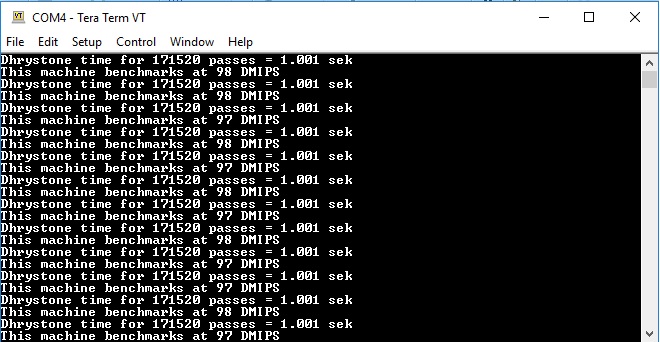 COM4 - Tera Term VT
File Edit Setup Control Window Help
Dhrystone time for 171520 passes = 1.001 sek
This machine benchmarks at 98 DMIPS
Dhrystone time for 171520 passes = 1.001 sek
This machine benchmarks at 98 DMIPS
Dhrystone time for 171520 passes = 1.001 sek
This machine benchmarks at 97 DMIPS
Dhrystone time for 171520 passes = 1.001 sek
This machine benchmarks at 98 DMIPS
Dhrystone time for 171520 passes = 1.001 sek
This machine benchmarks at 97 DMIPS
Dhrystone time for 171520 passes = 1.001 sek
This machine benchmarks at 98 DMIPS
Dhrystone time for 171520 passes = 1.001 sek
This machine benchmarks at 97 DMIPS
Dhrystone time for 171520 passes = 1.001 sek
This machine benchmarks at 98 DMIPS
Dhrystone time for 171520 passes = 1.001 sek
This machine benchmarks at 97 DMIPS
Dhrystone time for 171520 passes = 1.001 sek
This machine benchmarks at 97 DMIPS
Dhrystone time for 171520 passes = 1.001 sek
This machine benchmarks at 98 DMIPS
Dhrystone time for 171520 passes = 1.001 sek
This machine benchmarks at 97 DMIPS